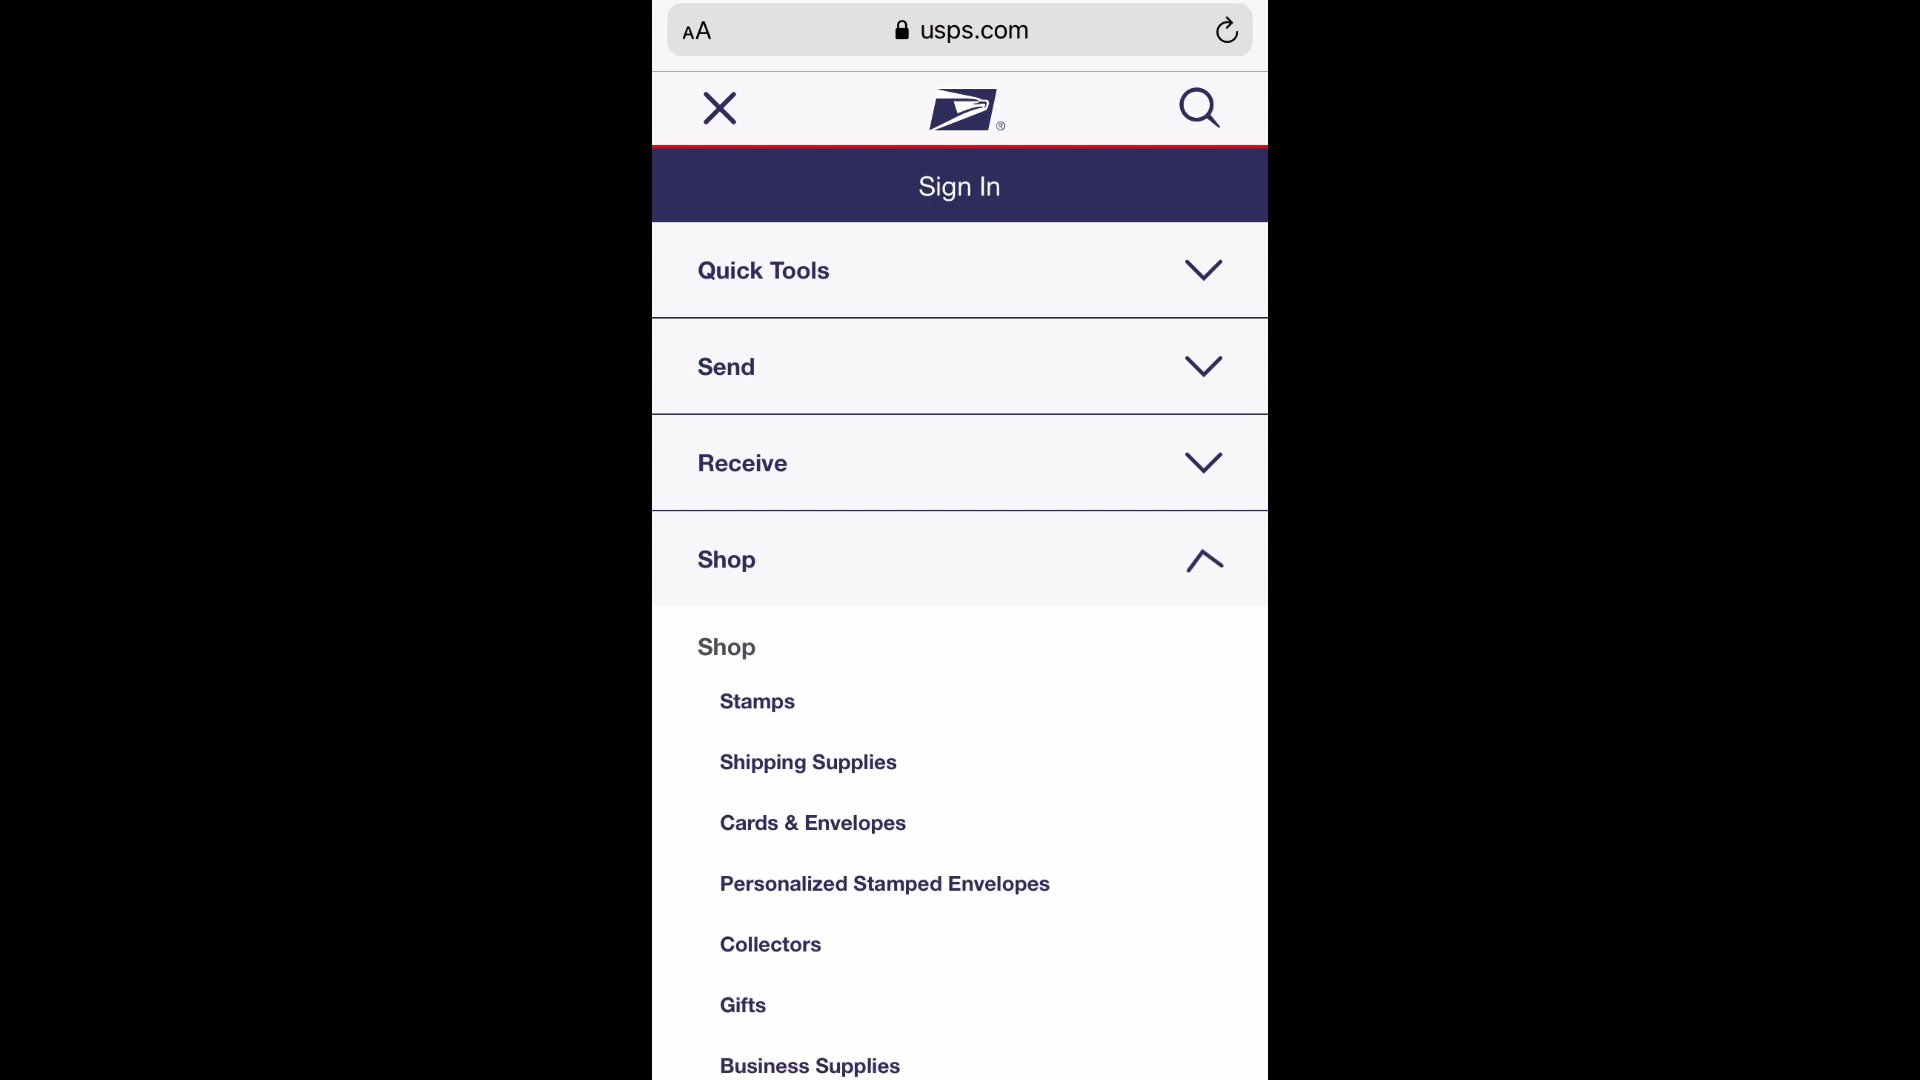 AA usps.com
®
Sign In
Quick Tools
Send
Receive
Shop
Shop
Stamps
Shipping Supplies
Cards & Envelopes
Personalized Stamped Envelopes
Collectors
Gifts
Business Supplies